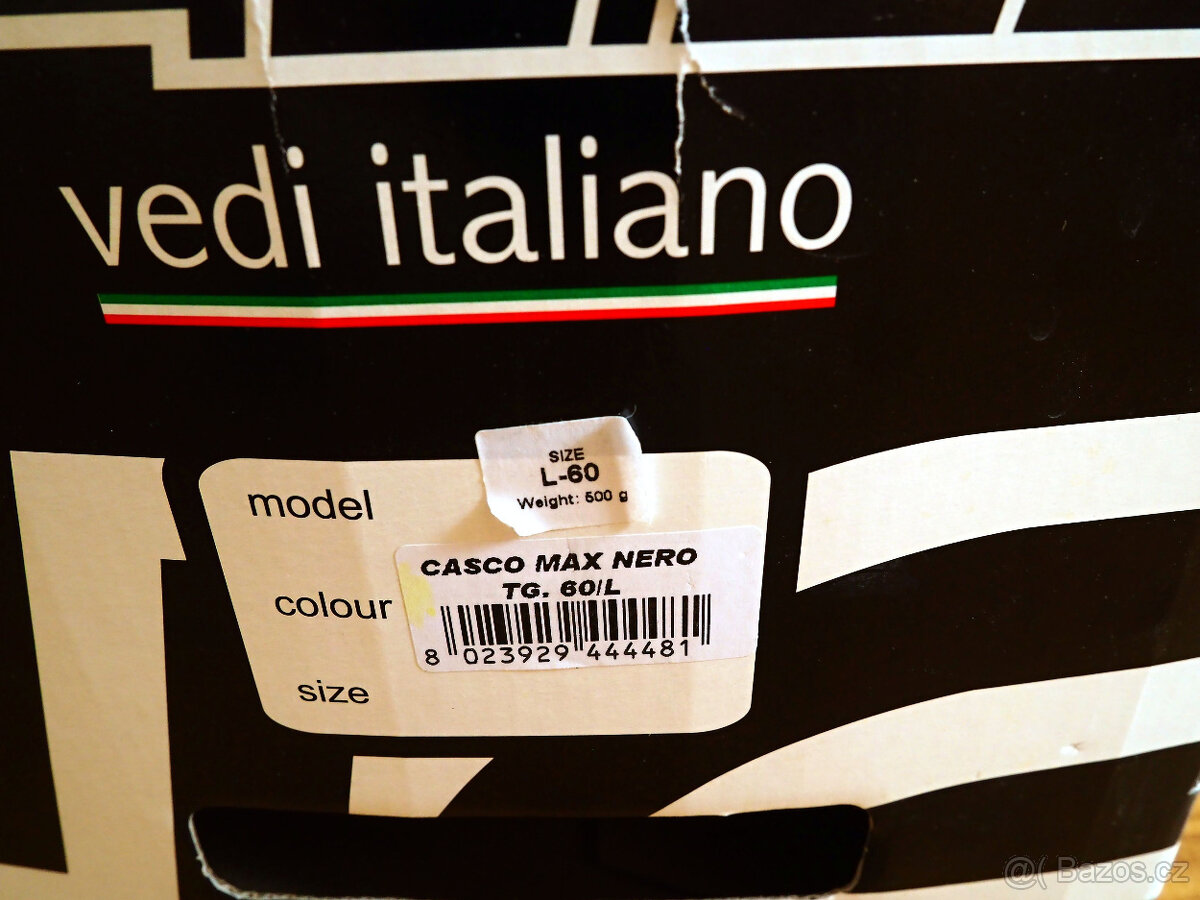 vedi italiano
SIZE
L-60
Weight: 500 g
model
CASCO MAX NERO
TG. 60/L
colour
8 023929 444481
size
@( Bazos.cz